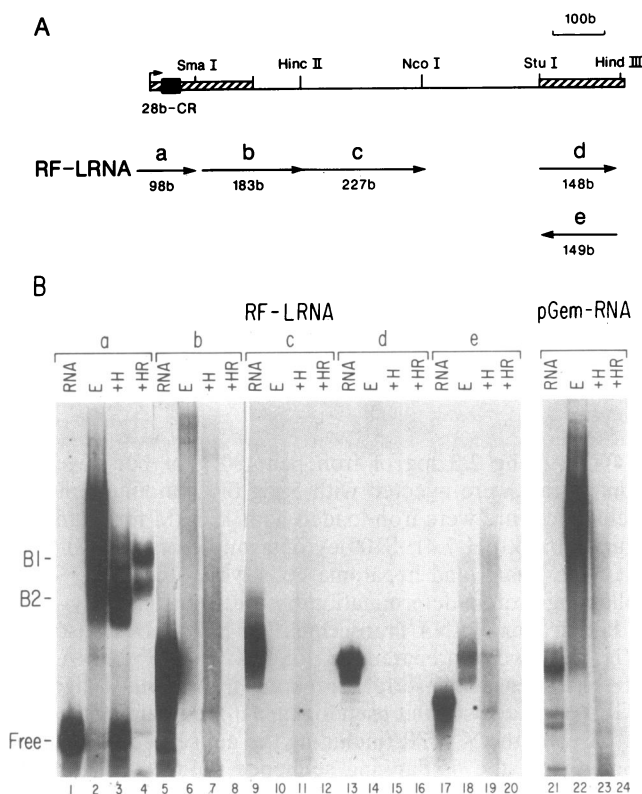 A
100b
Sma I Hinc II Nco I Stu I Hind III
28b-CR
RF-LRNA a b c d
98b 183b 227b 148b
e
149b
B
RF-LRNA pGem-RNA
a b c d e
RNA E +H +HR RNA E +H +HR RNA E +H +HR RNA E +H +HR RNA E +H +HR RNA E +H +HR
B1-
B2-
Free-
1 2 3 4 5 6 7 8 9 10 11 12 13 14 15 16 17 18 19 20 21 22 23 24